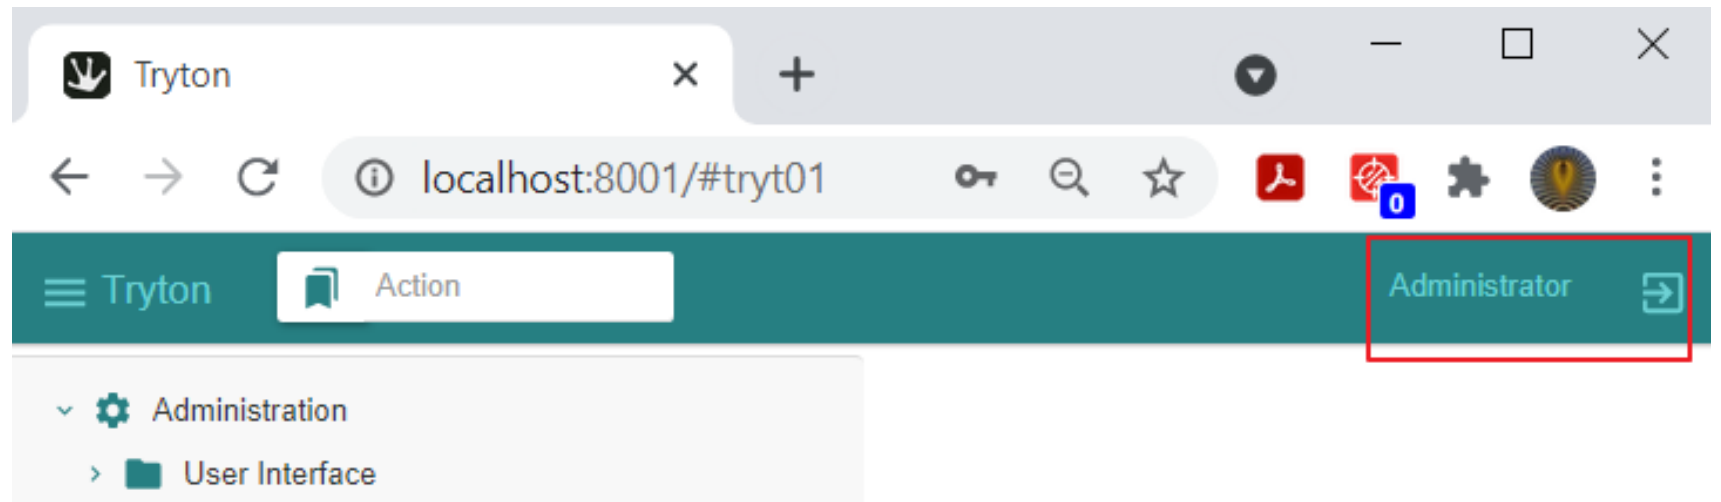 Tryton
localhost:8001/#tryt01
0
Tryton
Action
Administrator
Administration
User Interface